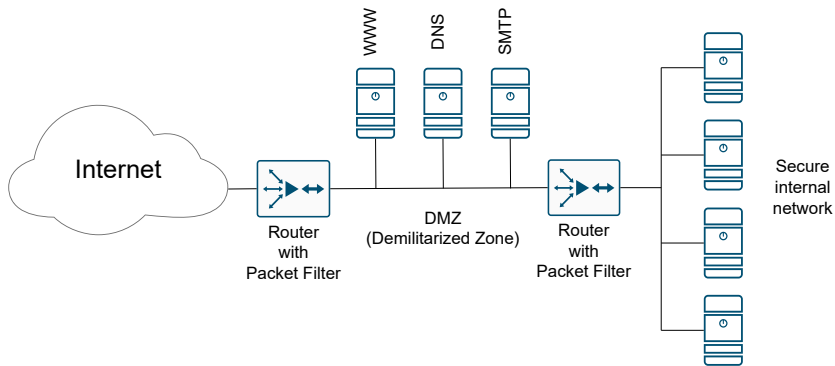 WWW
DNS
SMTP
Internet
Router
with
Packet Filter
DMZ
(Demilitarized Zone)
Router
with
Packet Filter
Secure
internal
network